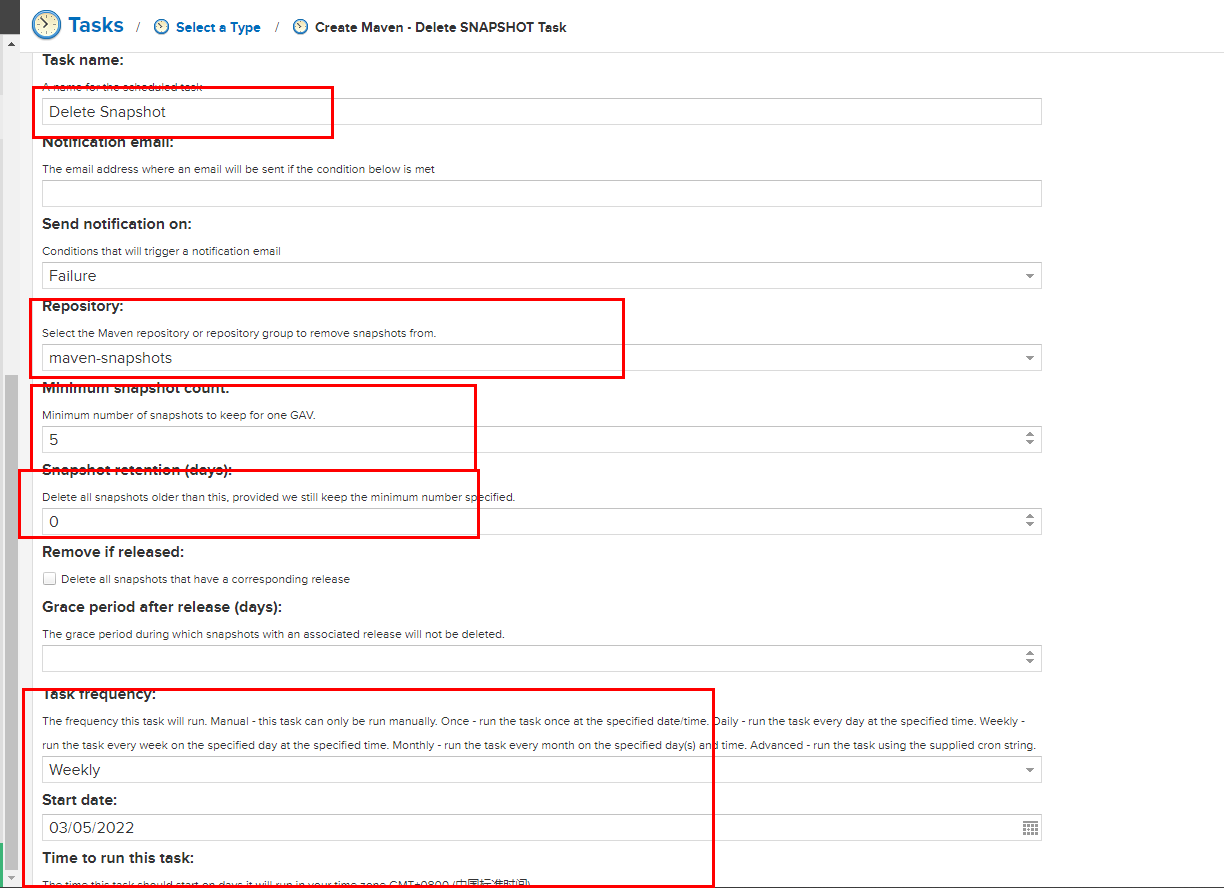 Tasks / Select a Type / Create Maven - Delete SNAPSHOT Task
Task name:
A name for the scheduled task
Delete Snapshot
Notification email:
The email address where an email will be sent if the condition below is met
Send notification on:
Conditions that will trigger a notification email
Failure
Repository:
Select the Maven repository or repository group to remove snapshots from.
maven-snapshots
Minimum snapshot count:
Minimum number of snapshots to keep for one GAV.
5
Snapshot retention (days):
Delete all snapshots older than this, provided we still keep the minimum number specified.
0
Remove if released:
Delete all snapshots that have a corresponding release
Grace period after release (days):
The grace period during which snapshots with an associated release will not be deleted.
Task frequency:
The frequency this task will run. Manual - this task can only be run manually. Once - run the task once at the specified date/time. Daily - run the task every day at the specified time. Weekly -
run the task every week on the specified day at the specified time. Monthly - run the task every month on the specified day(s) and time. Advanced - run the task using the supplied cron string.
Weekly
Start date:
03/05/2022
Time to run this task:
The time this task should start on days it will run in your time zone GMT+0800 (中国标准时间)